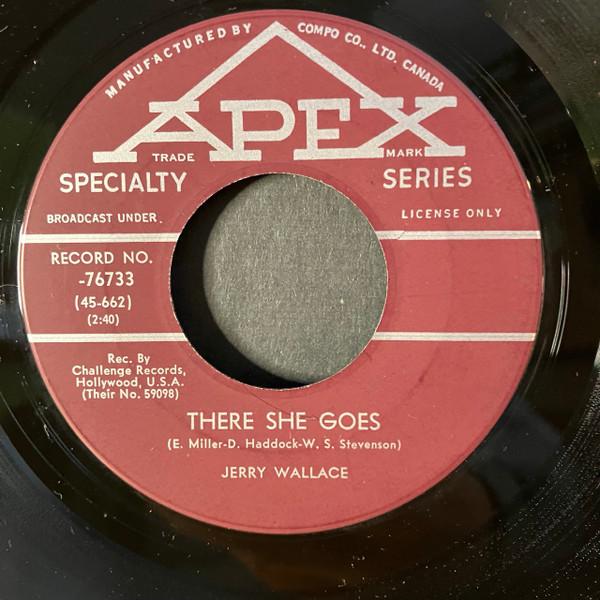 MANUFACTURED BY COMPO CO., LTD. CANADA
APEX
TRADE MARK
SPECIALTY SERIES
BROADCAST UNDER. LICENSE ONLY
RECORD NO.
-76733
(45-662)
(2:40)
Rec. By
Challenge Records,
Hollywood, U.S.A.
(Their No. 59098)
THERE SHE GOES
(E. Miller-D. Haddock-W. S. Stevenson)
JERRY WALLACE